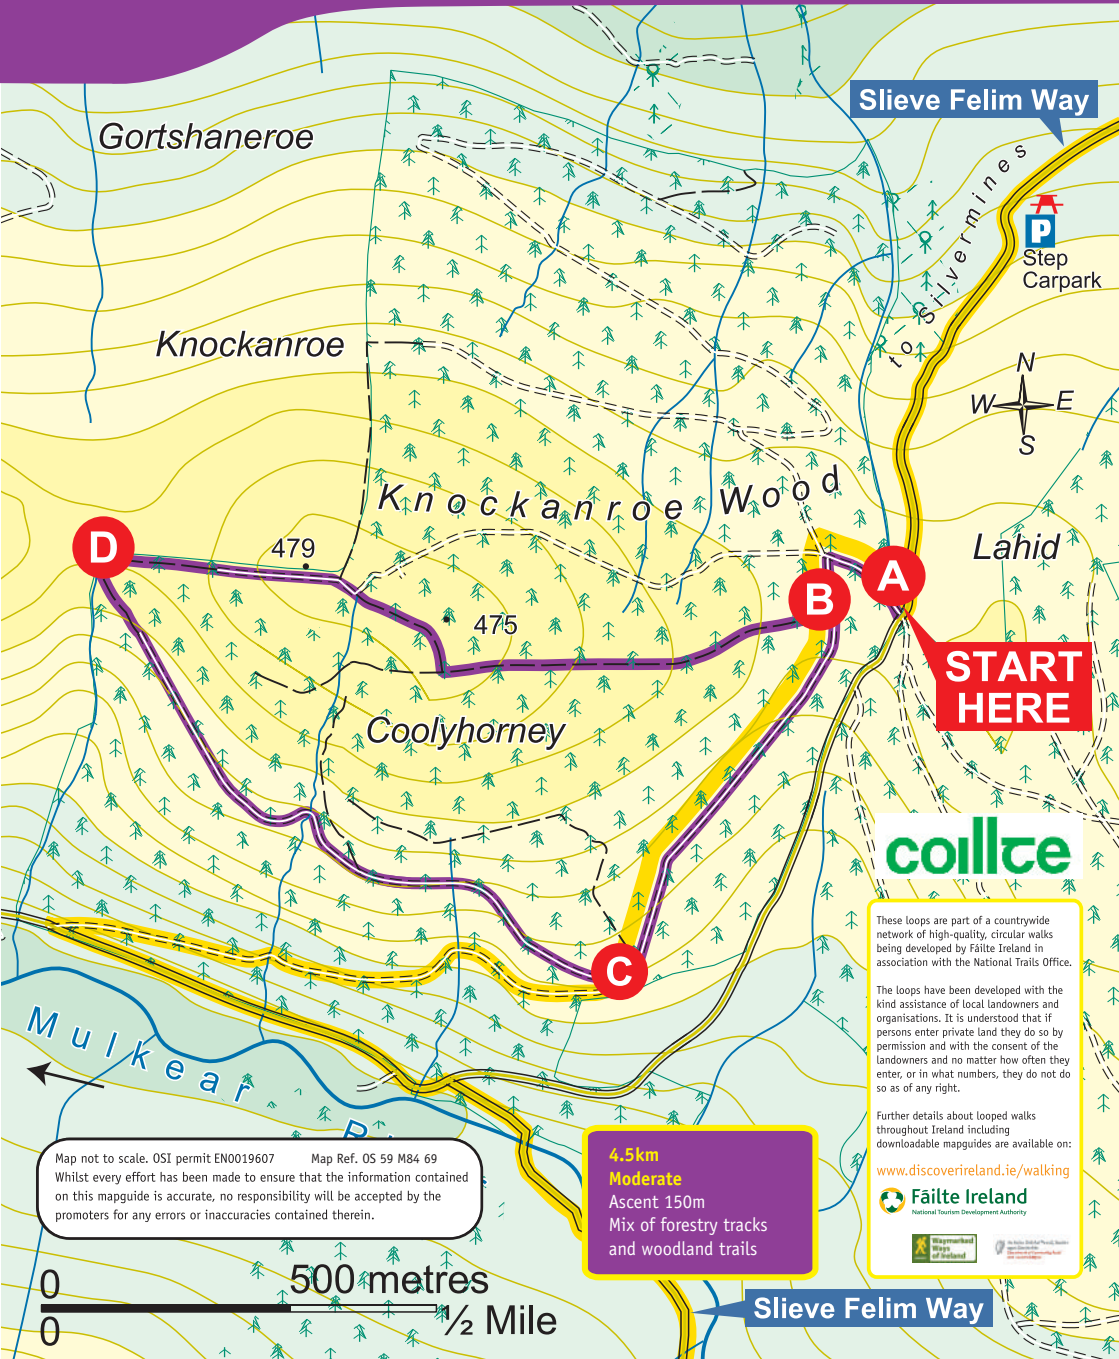 Slieve Felim Way
Gortshaneroe
to Silvermines
P
Step
Carpark
Knockanroe
N
W E
S
Knockanroe Wood
D
479
Lahid
A
B
475
START
HERE
Coolyhorney
coillte
These loops are part of a countrywide
network of high-quality, circular walks
being developed by Fáilte Ireland in
association with the National Trails Office.
The loops have been developed with the
kind assistance of local landowners and
organisations. It is understood that if
persons enter private land they do so by
permission and with the consent of the
landowners and no matter how often they
enter, or in what numbers, they do not do
so as of any right.
Further details about looped walks
throughout Ireland including
downloadable mapguides are available on:
www.discoverireland.ie/walking
Fáilte Ireland
National Tourism Development Authority
Waymarked
Ways
of Ireland
C
Mulkear
Map not to scale. OSI permit EN0019607 Map Ref. OS 59 M84 69
Whilst every effort has been made to ensure that the information contained
on this mapguide is accurate, no responsibility will be accepted by the
promoters for any errors or inaccuracies contained therein.
4.5km
Moderate
Ascent 150m
Mix of forestry tracks
and woodland trails
0 500 metres
0 ½ Mile
Slieve Felim Way